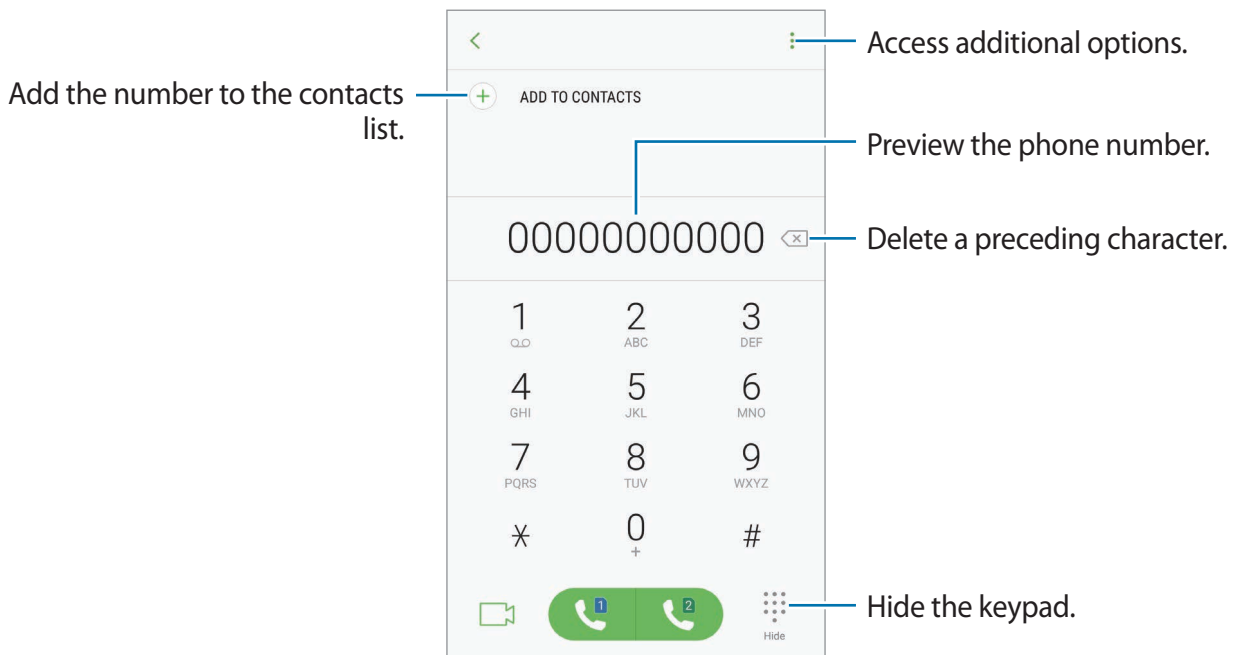 Access additional options.
Add the number to the contacts
list.
ADD TO CONTACTS
Preview the phone number.
00000000000
Delete a preceding character.
1 2 3
ABC DEF
4 5 6
GHI JKL MNO
7 8 9
PQRS TUV WXYZ
* 0 #
+
1 2
Hide
Hide the keypad.